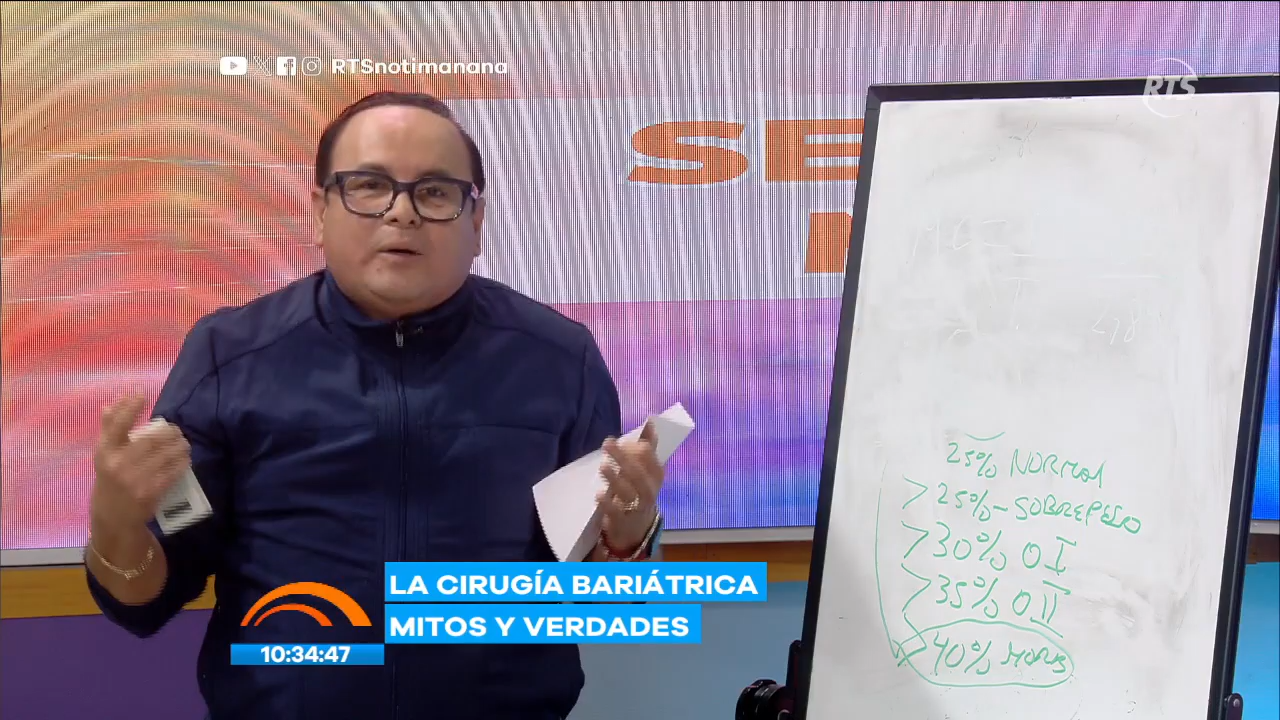 RTSnotimanana
RTS
SE
25% NORMAL
>25%-SOBREPESO
>30% O I
>35% O II
>40% MORB
LA CIRUGÍA BARIÁTRICA
MITOS Y VERDADES
10:34:47